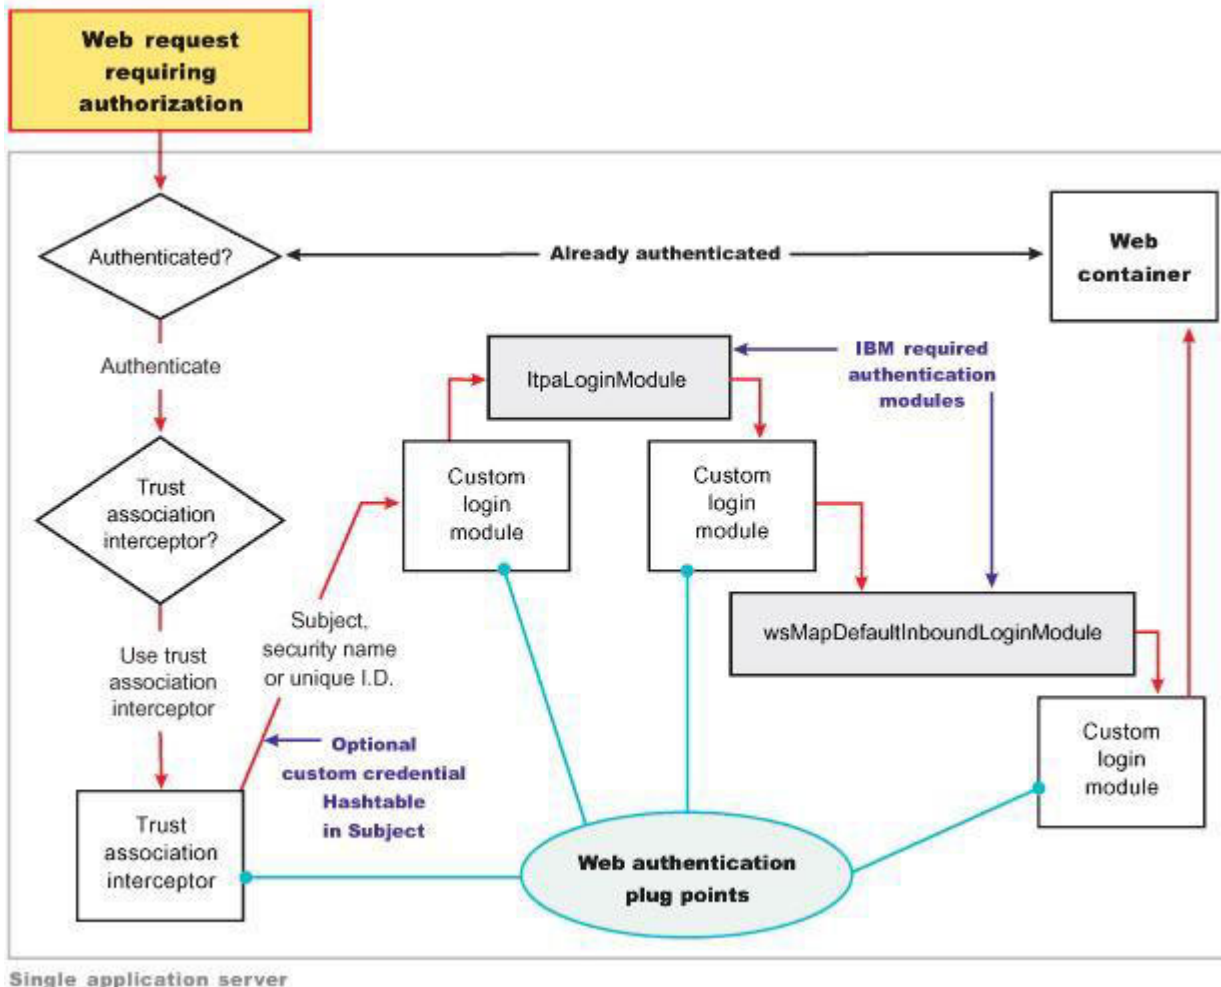 Web request
requiring
authorization
Authenticated?
Already authenticated
Web
container
Authenticate
ltpaLoginModule
IBM required
authentication
modules
Trust
association
interceptor?
Custom
login
module
Custom
login
module
Subject,
security name
or unique I.D.
wsMapDefaultInboundLoginModule
Use trust
association
interceptor
Optional
custom credential
Hashtable
in Subject
Custom
login
module
Trust
association
interceptor
Web authentication
plug points
Single application server